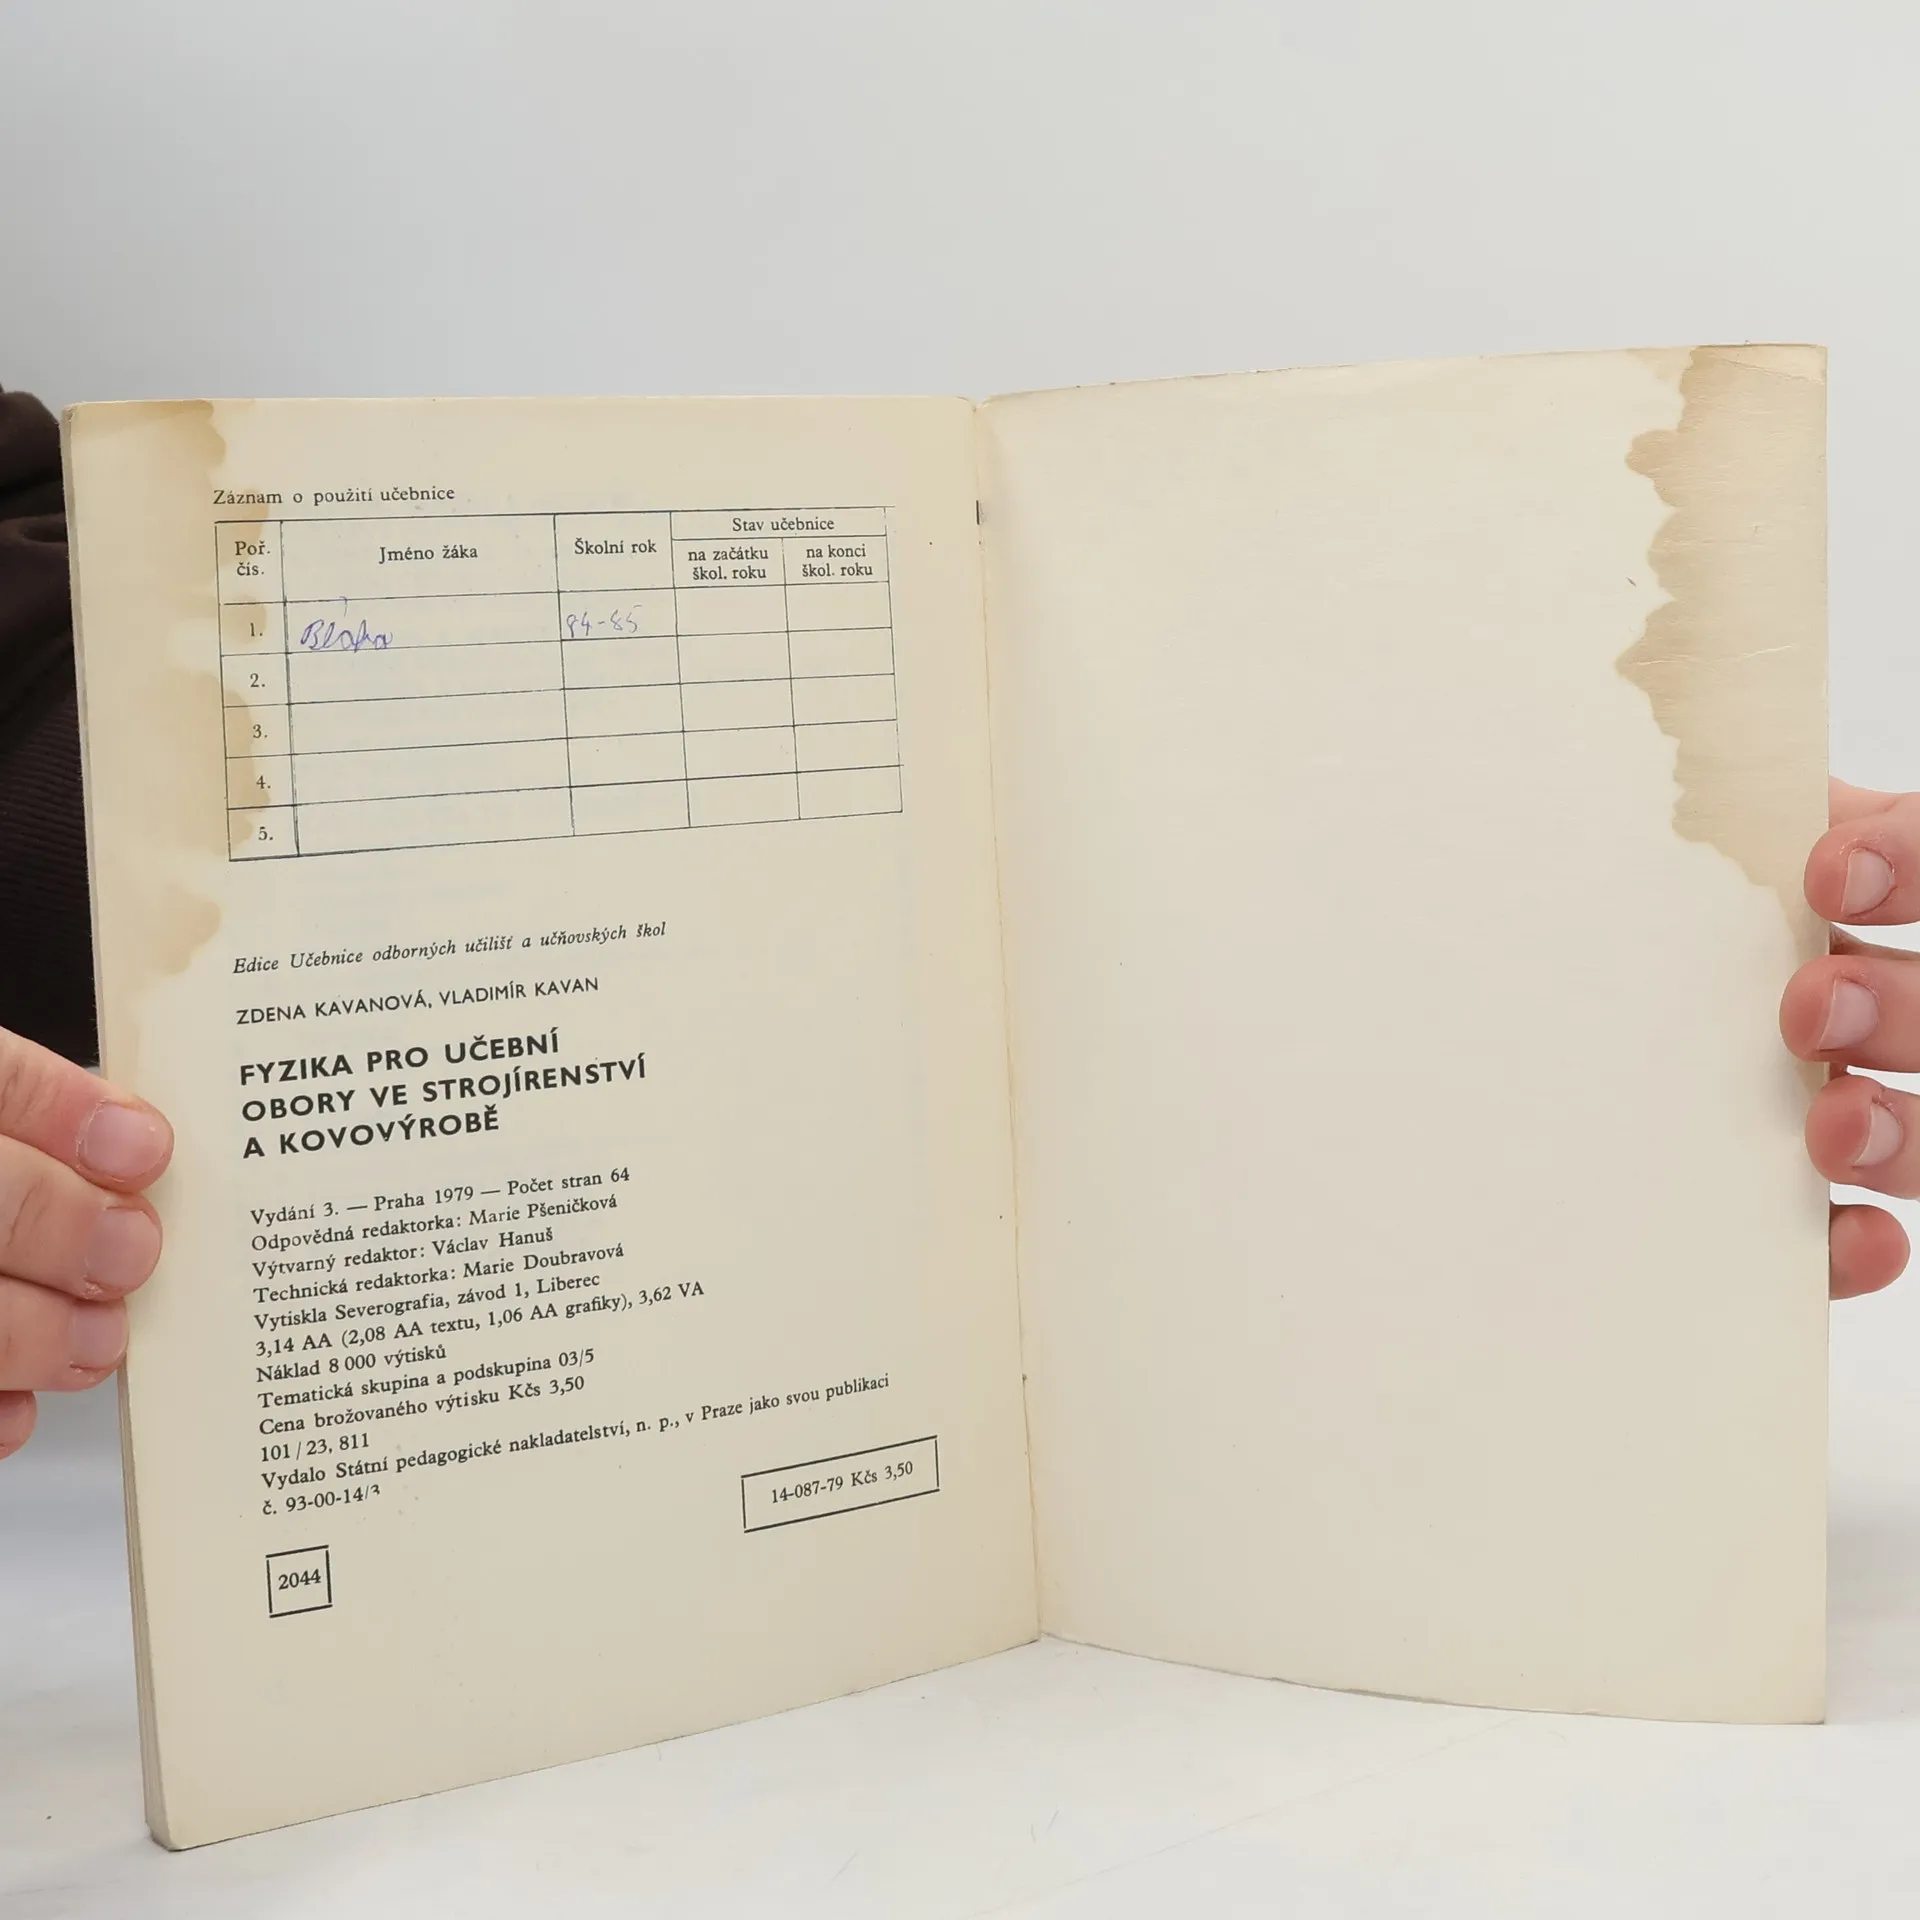 Záznam o použití učebnice
Poř. čís.
Jméno žáka
Školní rok
Stav učebnice
na začátku škol. roku
na konci škol. roku
1. Bláha 84-85
2.
3.
4.
5.
Edice Učebnice odborných učilišť a učňovských škol
ZDENA KAVANOVÁ, VLADIMÍR KAVAN
FYZIKA PRO UČEBNÍ
OBORY VE STROJÍRENSTVÍ
A KOVOVÝROBĚ
Vydání 3. — Praha 1979 — Počet stran 64
Odpovědná redaktorka: Marie Pšeničková
Výtvarný redaktor: Václav Hanuš
Technická redaktorka: Marie Doubravová
Vytiskla Severografia, závod 1, Liberec
3,14 AA (2,08 AA textu, 1,06 AA grafiky), 3,62 VA
Náklad 8 000 výtisků
Tematická skupina a podskupina 03/5
Cena brožovaného výtisku Kčs 3,50
101/23, 811
Vydalo Státní pedagogické nakladatelství, n. p., v Praze jako svou publikaci
č. 93-00-14/3
14-087-79 Kčs 3,50
2044